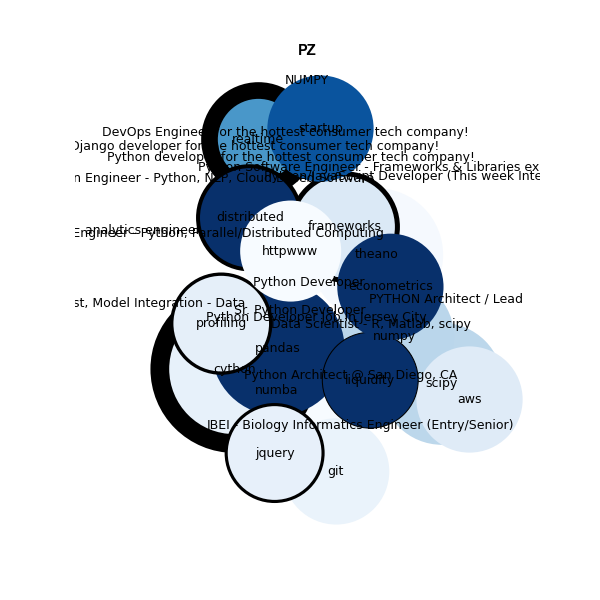 PZ
NUMPY
startup
DevOps Engineer for the hottest consumer tech company!
realtime
Django developer for the hottest consumer tech company!
Python developer for the hottest consumer tech company!
Python Software Engineer - Frameworks & Libraries ex
n Engineer - Python, NLP, Cloud
Developer (This week Inte
distributed
frameworks
analytics engineer
Engineer - Python, Parallel/Distributed Computing
httpwww
theano
Python Developer
econometrics
PYTHON Architect / Lead
st, Model Integration - Data
Sr. Python Developer
Python Developer Job in Jersey City
profiling
Data Scientist - R, Matlab, scipy
numpy
pandas
cython
Python Architect @ San Diego, CA
liquidity
scipy
numba
aws
IBEI - Biology Informatics Engineer (Entry/Senior)
jquery
git